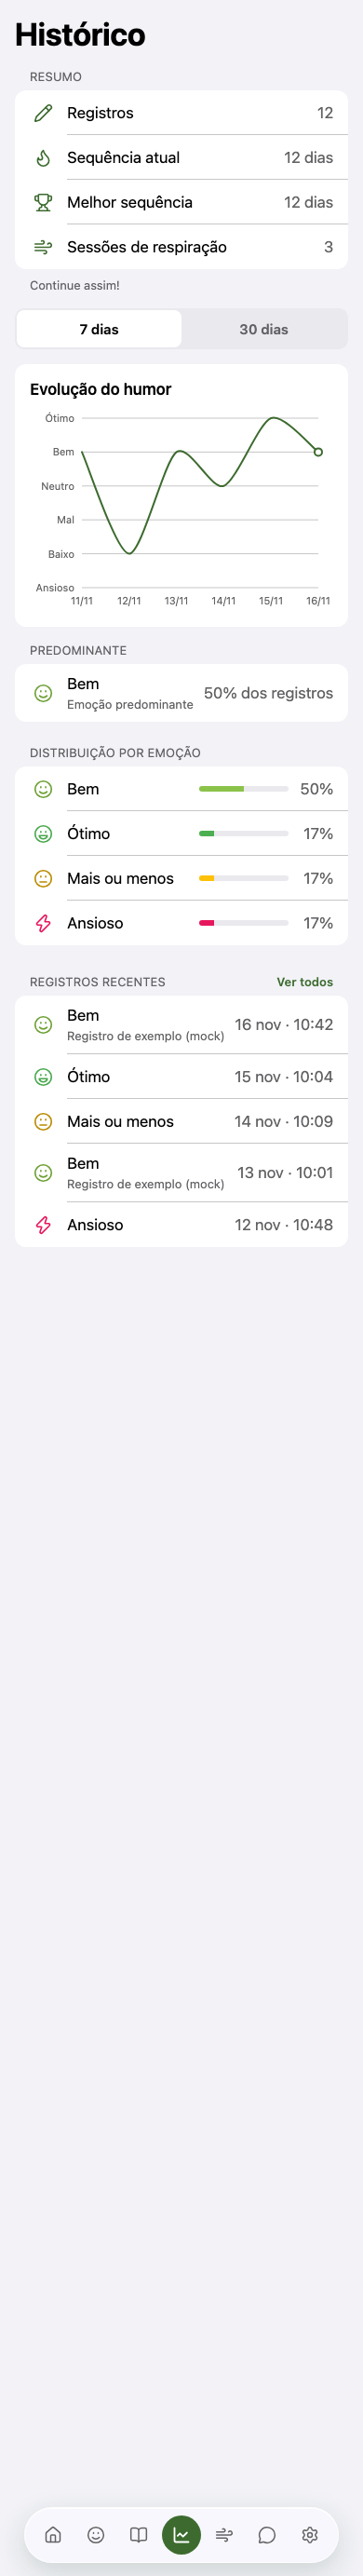 Histórico
RESUMO
Registros 12
Sequência atual 12 dias
Melhor sequência 12 dias
Sessões de respiração 3
Continue assim!
7 dias 30 dias
Evolução do humor
Ótimo
Bem
Neutro
Mal
Baixo
Ansioso
11/11 12/11 13/11 14/11 15/11 16/11
PREDOMINANTE
Bem
Emoção predominante 50% dos registros
DISTRIBUIÇÃO POR EMOÇÃO
Bem 50%
Ótimo 17%
Mais ou menos 17%
Ansioso 17%
REGISTROS RECENTES Ver todos
Bem
Registro de exemplo (mock) 16 nov · 10:42
Ótimo 15 nov · 10:04
Mais ou menos 14 nov · 10:09
Bem
Registro de exemplo (mock) 13 nov · 10:01
Ansioso 12 nov · 10:48